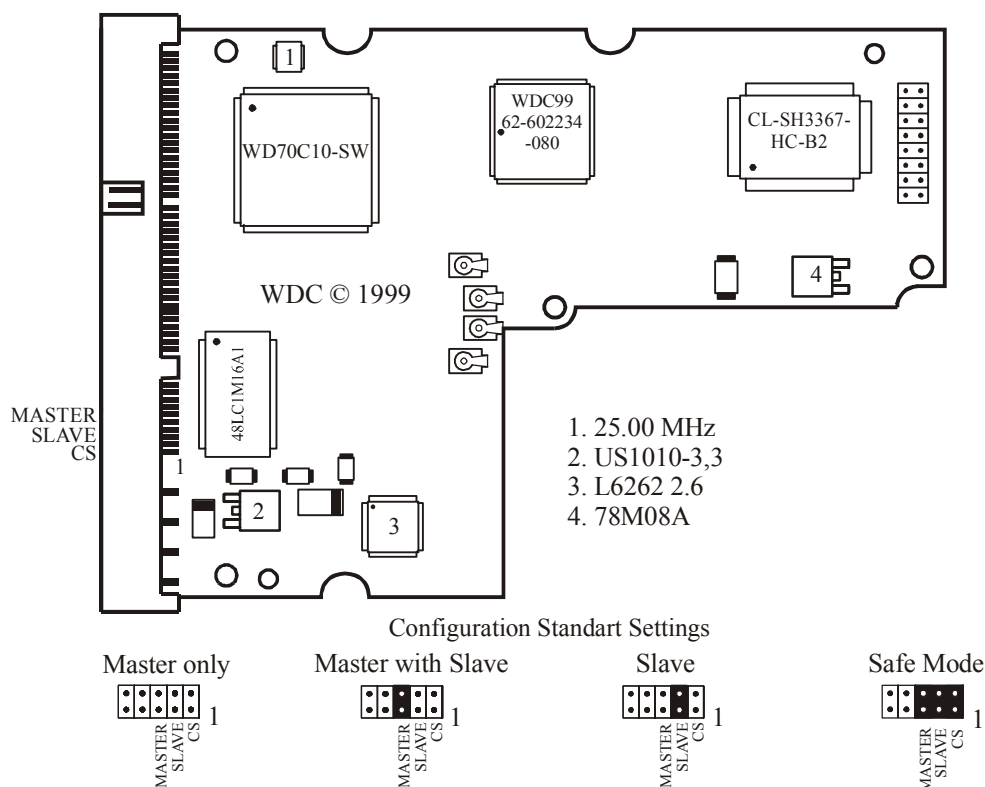 1
WD70C10-SW
WDC99
62-602234
-080
CL-SH3367-
HC-B2
4
WDC © 1999
48LC1M16A1
MASTER
SLAVE
CS
1
2
3
1. 25.00 MHz
2. US1010-3,3
3. L6262 2.6
4. 78M08A
Configuration Standart Settings
Master only
1
MASTER
SLAVE
CS
Master with Slave
1
MASTER
SLAVE
CS
Slave
1
MASTER
SLAVE
CS
Safe Mode
1
MASTER
SLAVE
CS